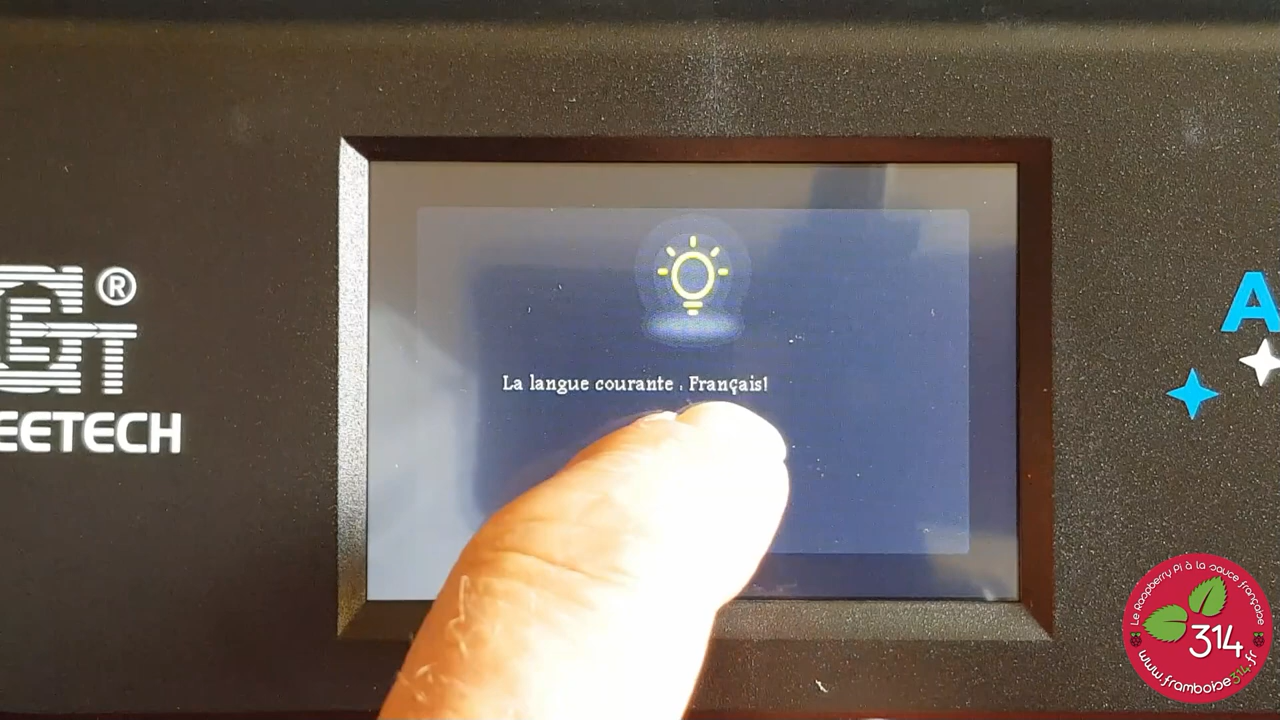 ®
EETECH
La langue courante : Français!
A
Le Raspberry Pi à la sauce française
314
www.framboise314.fr